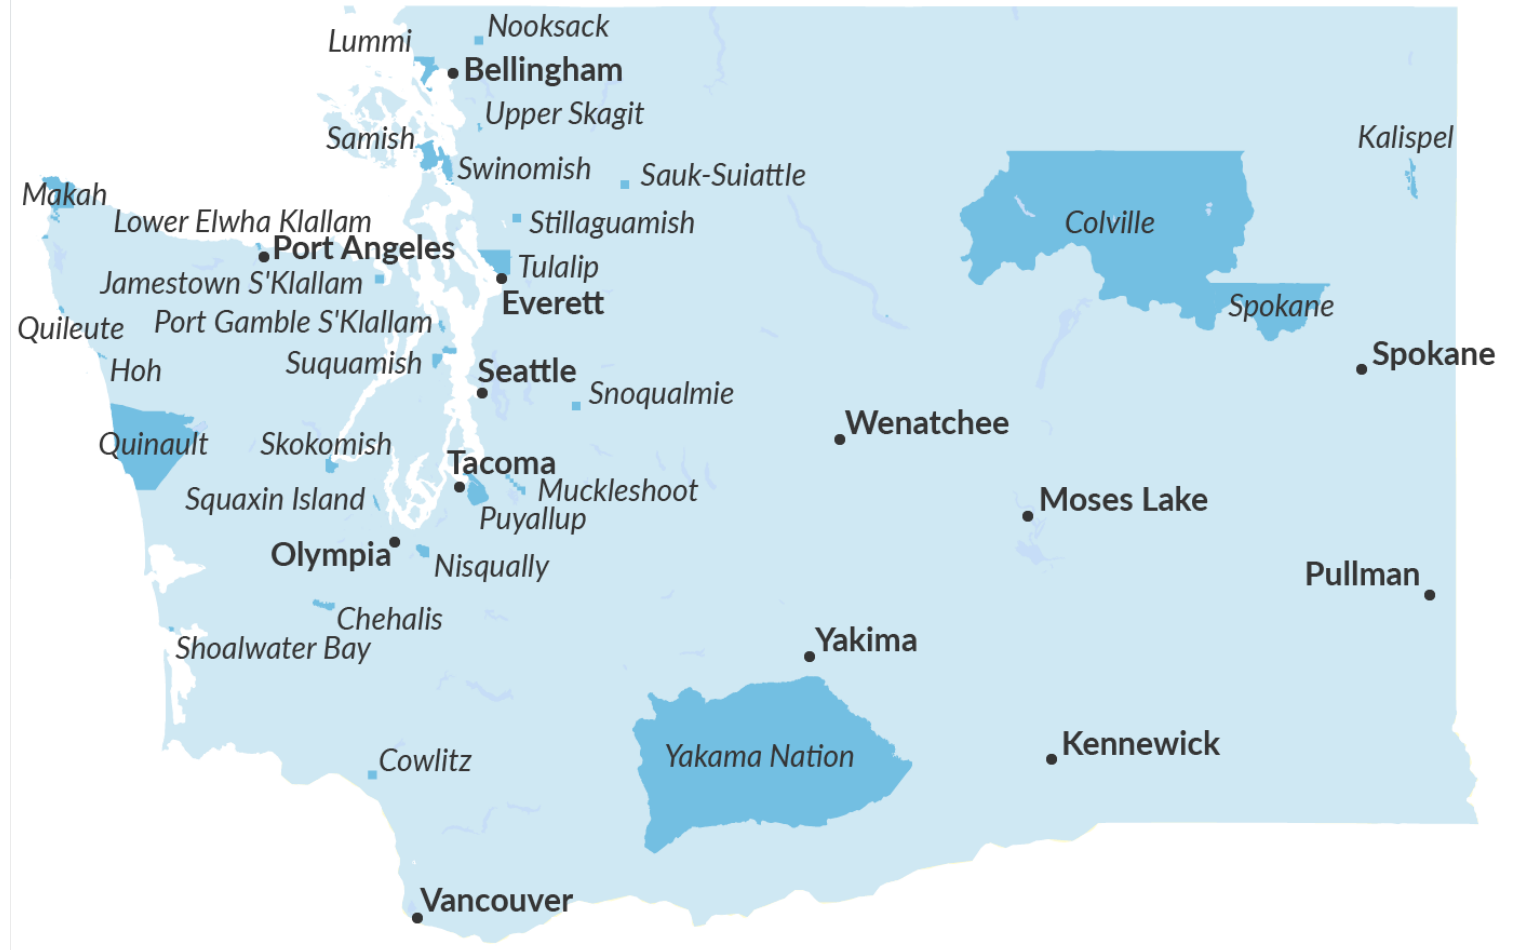 Nooksack
Lummi
Bellingham
Upper Skagit
Samish
Kalispel
Swinomish
Sauk-Suiattle
Makah
Lower Elwha Klallam
Stillaguamish
Colville
Port Angeles
Tulalip
Jamestown S'Klallam
Everett
Spokane
Quileute
Port Gamble S'Klallam
Suquamish
Spokane
Hoh
Seattle
Snoqualmie
Wenatchee
Quinault
Skokomish
Tacoma
Muckleshoot
Squaxin Island
Moses Lake
Puyallup
Olympia
Nisqually
Pullman
Chehalis
Yakima
Shoalwater Bay
Kennewick
Yakama Nation
Cowlitz
Vancouver